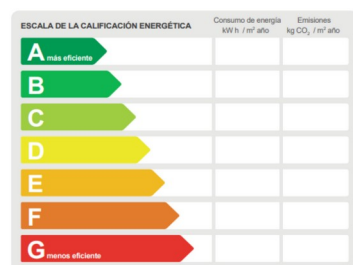 ESCALA DE LA CALIFICACIÓN ENERGÉTICA
Consumo de energía
kW h / m² año
Emisiones
kg CO₂ / m² año
A más eficiente
B
C
D
E
F
G menos eficiente